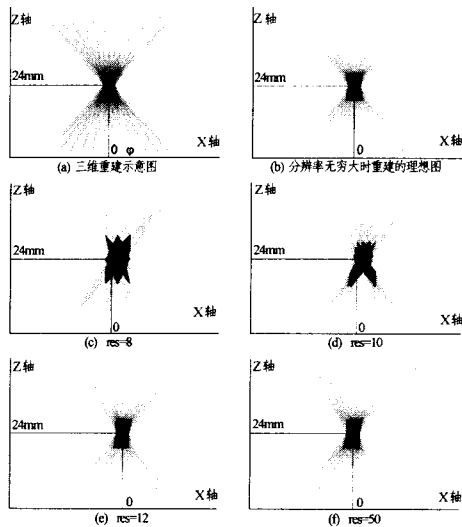 Z轴
Z轴
24mm
24mm
0 φ
X轴
0
X轴
(a) 三维重建示意图
(b) 分辨率无穷大时重建的理想图
Z轴
Z轴
24mm
24mm
0
X轴
0
X轴
(c) res=8
(d) res=10
Z轴
Z轴
24mm
24mm
0
X轴
0
X轴
(e) res=12
(f) res=50